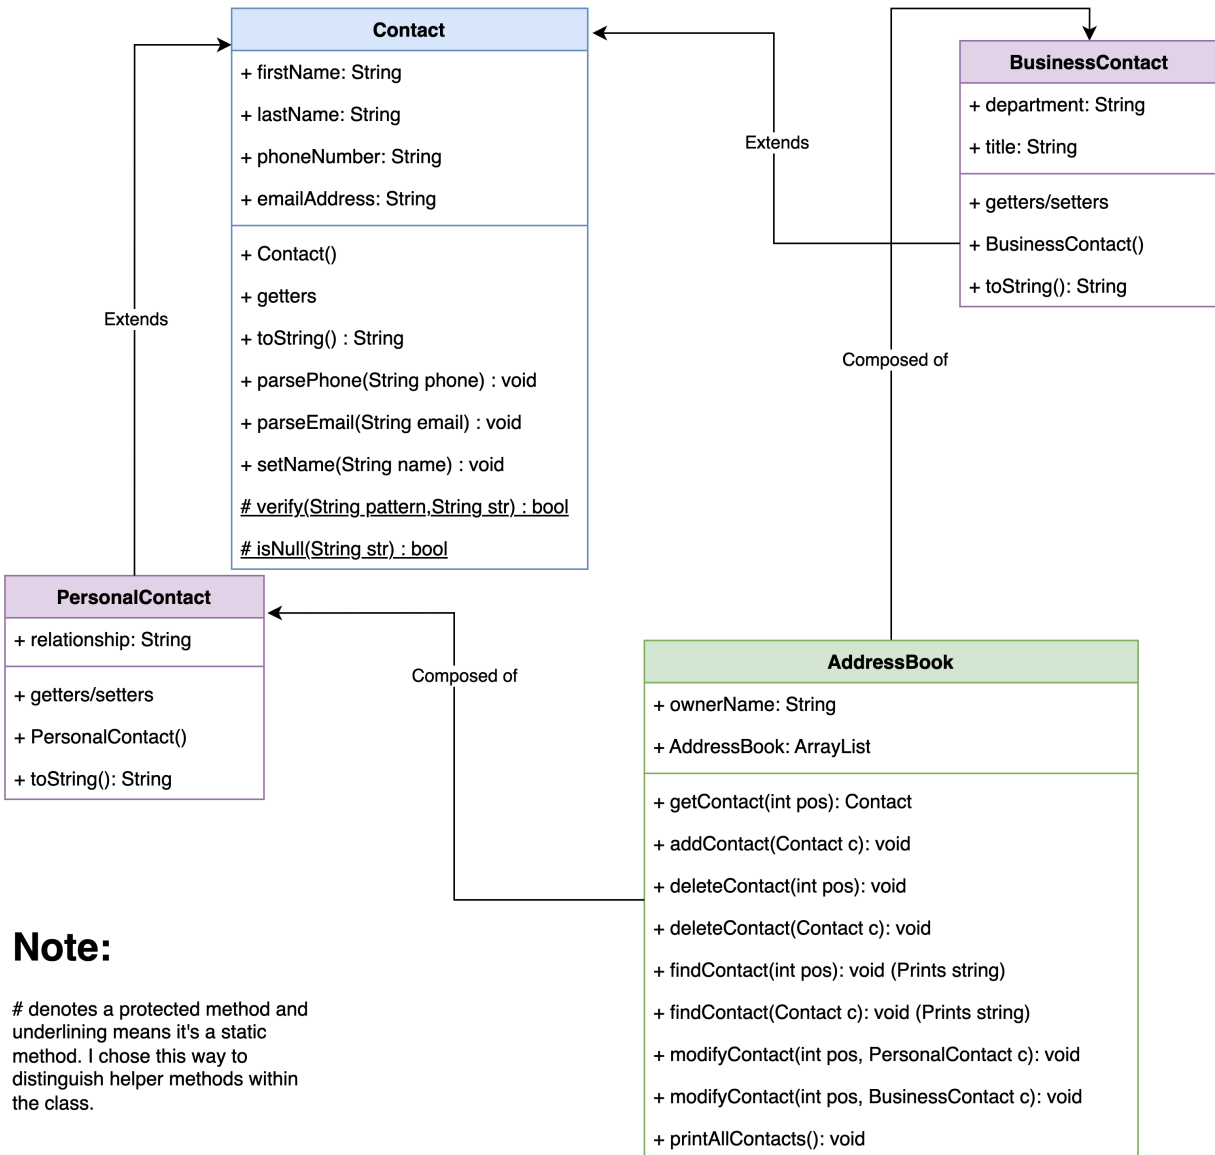 Contact
+ firstName: String
+ lastName: String
+ phoneNumber: String
+ emailAddress: String
+ Contact()
+ getters
+ toString() : String
+ parsePhone(String phone) : void
+ parseEmail(String email) : void
+ setName(String name) : void
# verify(String pattern,String str) : bool
# isNull(String str) : bool
Extends
Extends
BusinessContact
+ department: String
+ title: String
+ getters/setters
+ BusinessContact()
+ toString(): String
Composed of
PersonalContact
+ relationship: String
+ getters/setters
+ PersonalContact()
+ toString(): String
Composed of
AddressBook
+ ownerName: String
+ AddressBook: ArrayList
+ getContact(int pos): Contact
+ addContact(Contact c): void
+ deleteContact(int pos): void
+ deleteContact(Contact c): void
+ findContact(int pos): void (Prints string)
+ findContact(Contact c): void (Prints string)
+ modifyContact(int pos, PersonalContact c): void
+ modifyContact(int pos, BusinessContact c): void
+ printAllContacts(): void
Note:
# denotes a protected method and
underlining means it's a static
method. I chose this way to
distinguish helper methods within
the class.